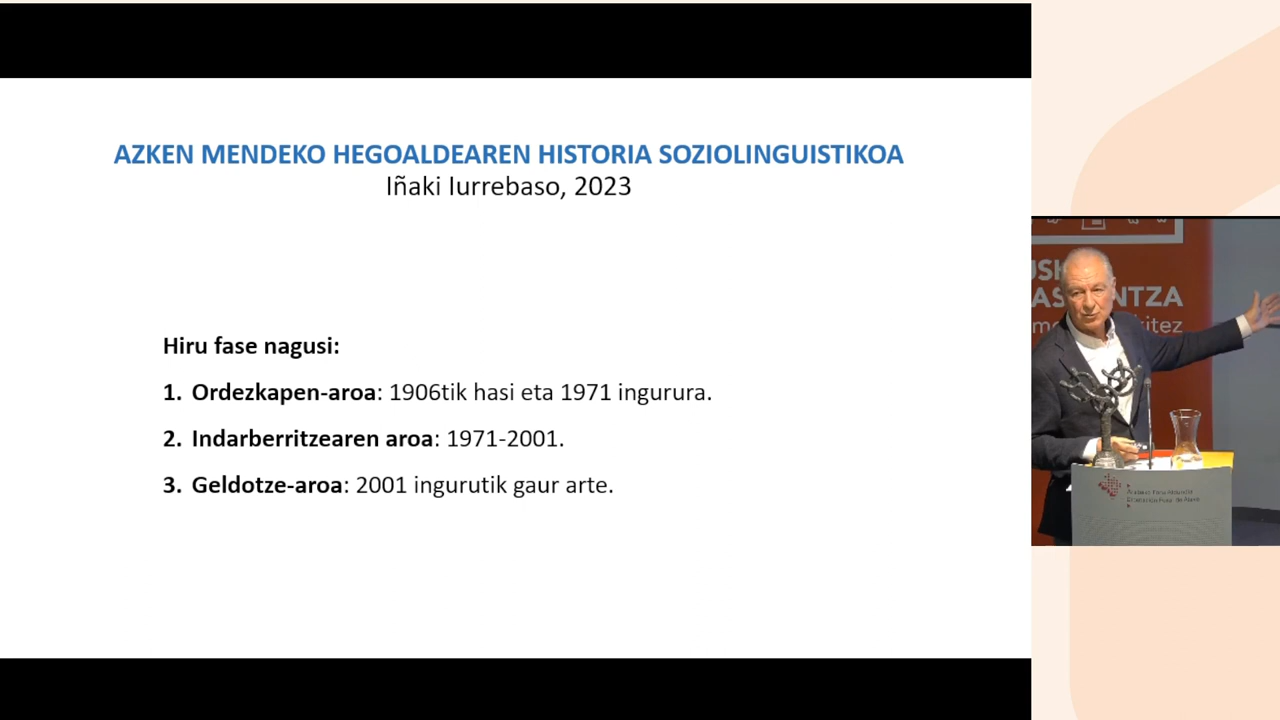 AZKEN MENDEKO HEGOALDEAREN HISTORIA SOZIOLINGUISTIKOA
Iñaki Iurrebaso, 2023
Hiru fase nagusi:
1. Ordezkapen-aroa: 1906tik hasi eta 1971 ingurura.
2. Indarberritzearen aroa: 1971-2001.
3. Geldotze-aroa: 2001 ingurutik gaur arte.